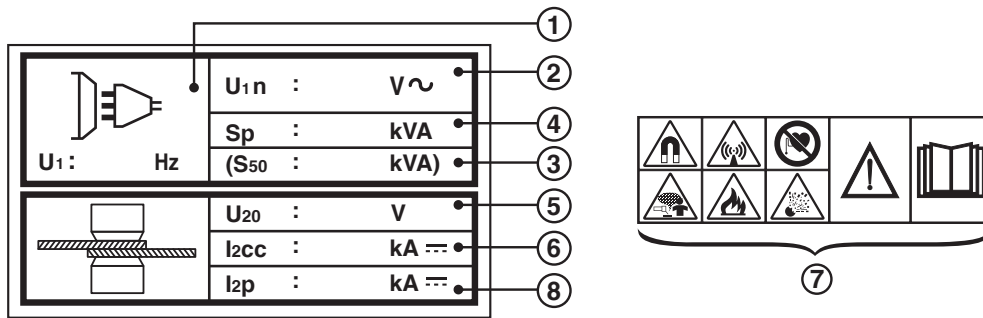 1
U1n : V~
2
Sp : kVA
4
U1 : Hz
(S50 : kVA)
3
U20 : V
5
I2cc : kA
6
I2p : kA
8
7